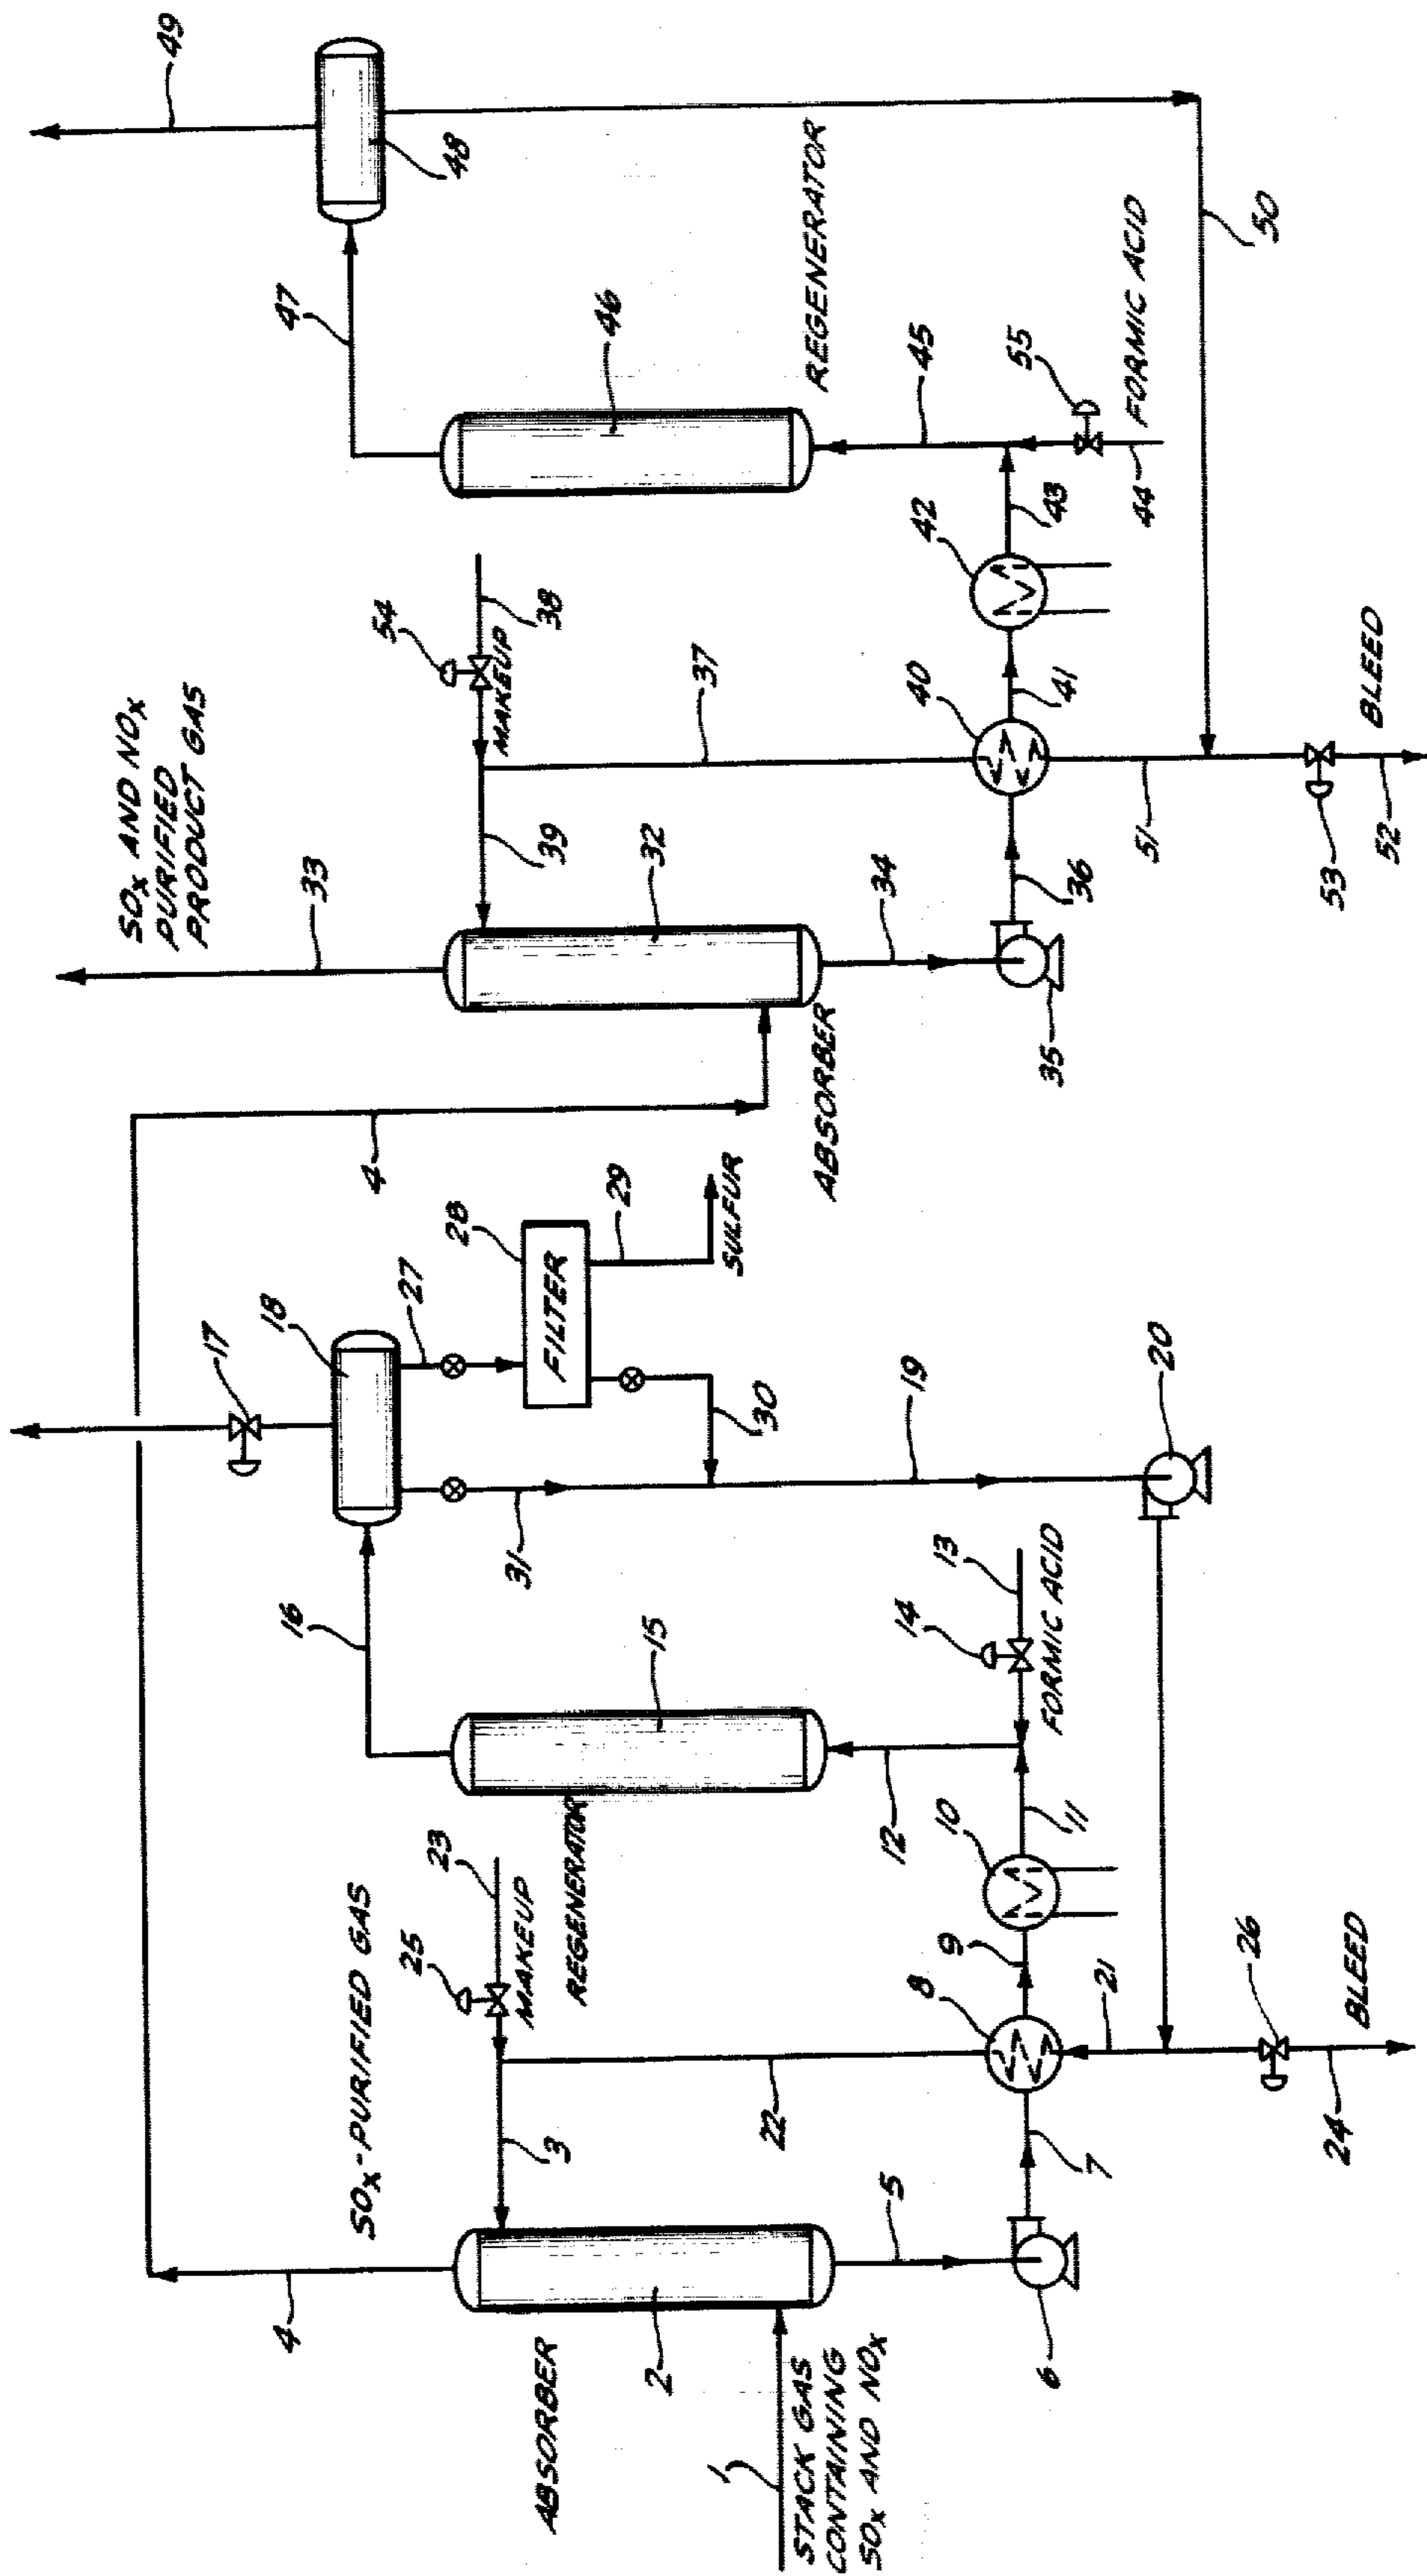 STACK GAS
CONTAINING
SOx AND NOx
1
ABSORBER
2
3
4
SOx-PURIFIED GAS
5
6
7
8
9
10
11
12
13
14
FORMIC ACID
15
REGENERATOR
16
17
18
19
20
21
22
23
MAKEUP
24
BLEED
25
26
27
28
FILTER
29
SULFUR
30
31
4
ABSORBER
32
33
SOx AND NOx
PURIFIED
PRODUCT GAS
34
35
36
37
38
MAKEUP
39
40
41
42
43
44
FORMIC ACID
45
46
REGENERATOR
47
48
49
50
51
52
BLEED
53
54
55